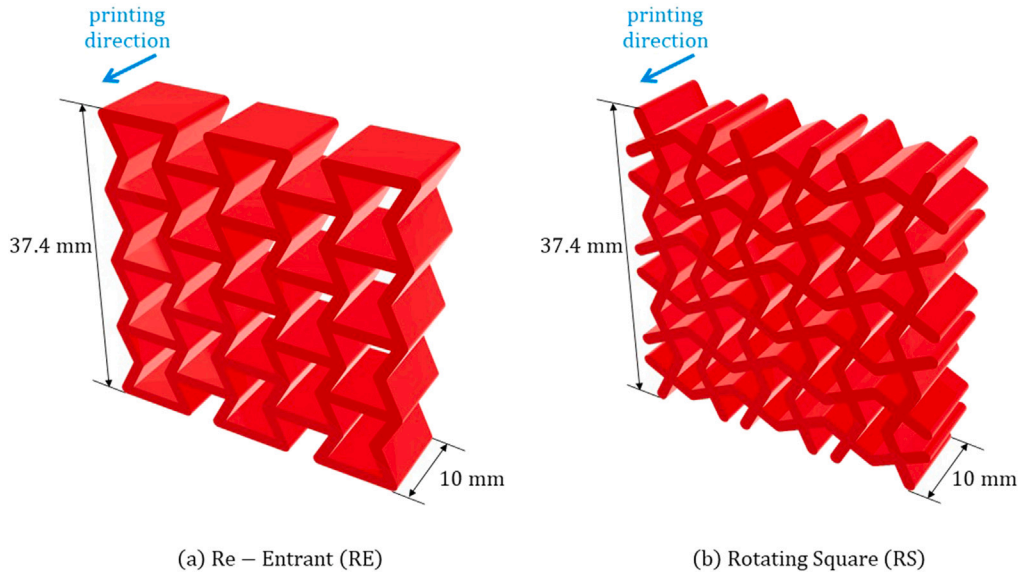 printing
direction
printing
direction
37.4 mm
37.4 mm
10 mm
10 mm
(a) Re − Entrant (RE)
(b) Rotating Square (RS)